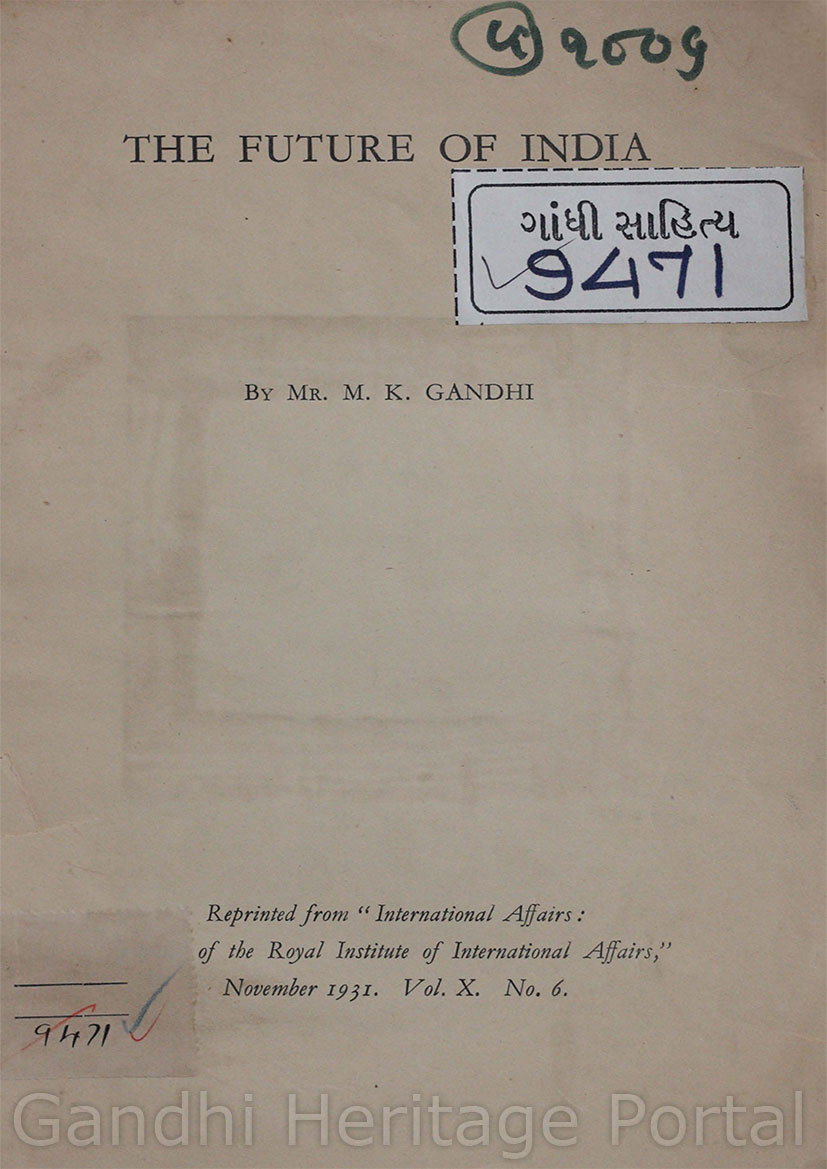 THE FUTURE OF INDIA
ગાંધી સાહિત્ય
9471
BY MR. M. K. GANDHI
Reprinted from “ International Affairs :
of the Royal Institute of International Affairs,”
November 1931. Vol. X. No. 6.
9471
Gandhi Heritage Portal